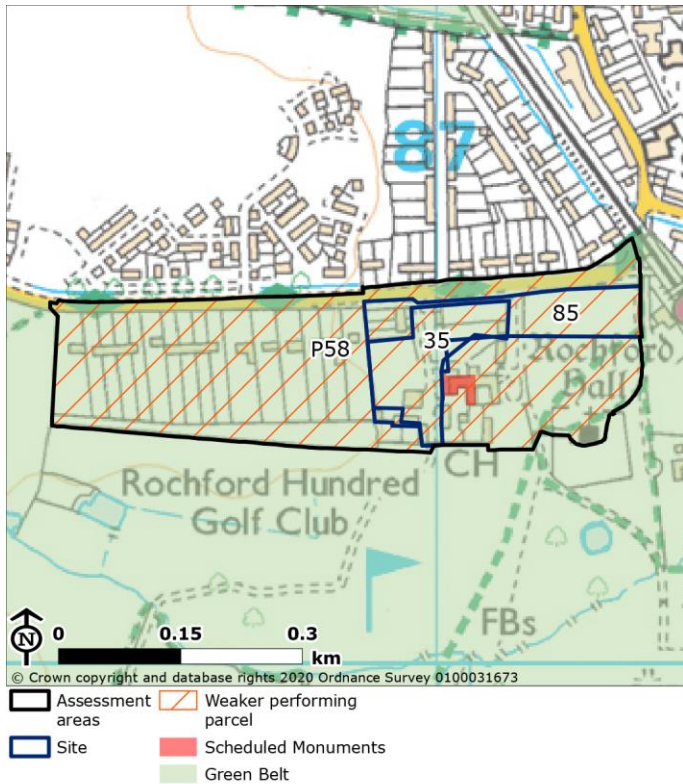 87
P58
35
85
Rochford
Hall
Rochford Hundred
Golf Club
CH
FBs
N
0 0.15 0.3
km
© Crown copyright and database rights 2020 Ordnance Survey 0100031673
Assessment areas
Weaker performing parcel
Site
Scheduled Monuments
Green Belt